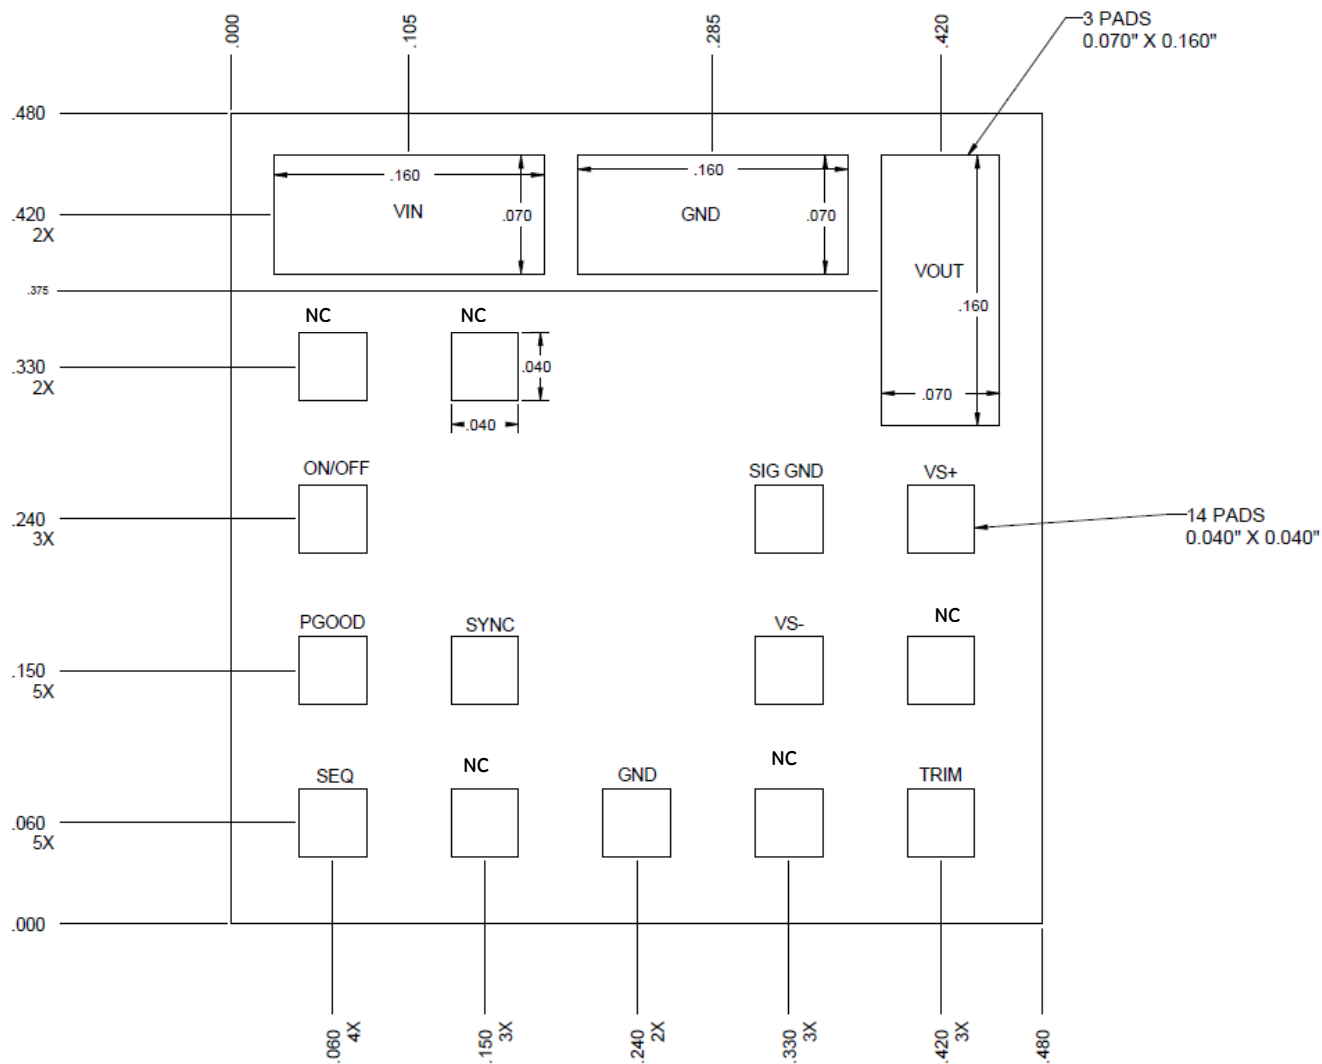 .000
.105
.285
.420
3 PADS
0.070" X 0.160"
.480
.160
.160
.420
2X
VIN
.070
GND
.070
VOUT
.375
.160
NC
NC
.330
2X
.040
.070
.040
ON/OFF
SIG GND
VS+
.240
3X
14 PADS
0.040" X 0.040"
PGOOD
SYNC
VS-
NC
.150
5X
SEQ
NC
GND
NC
TRIM
.060
5X
.000
.060 4X
.150 3X
.240 2X
.330 2X
.420 3X
.480